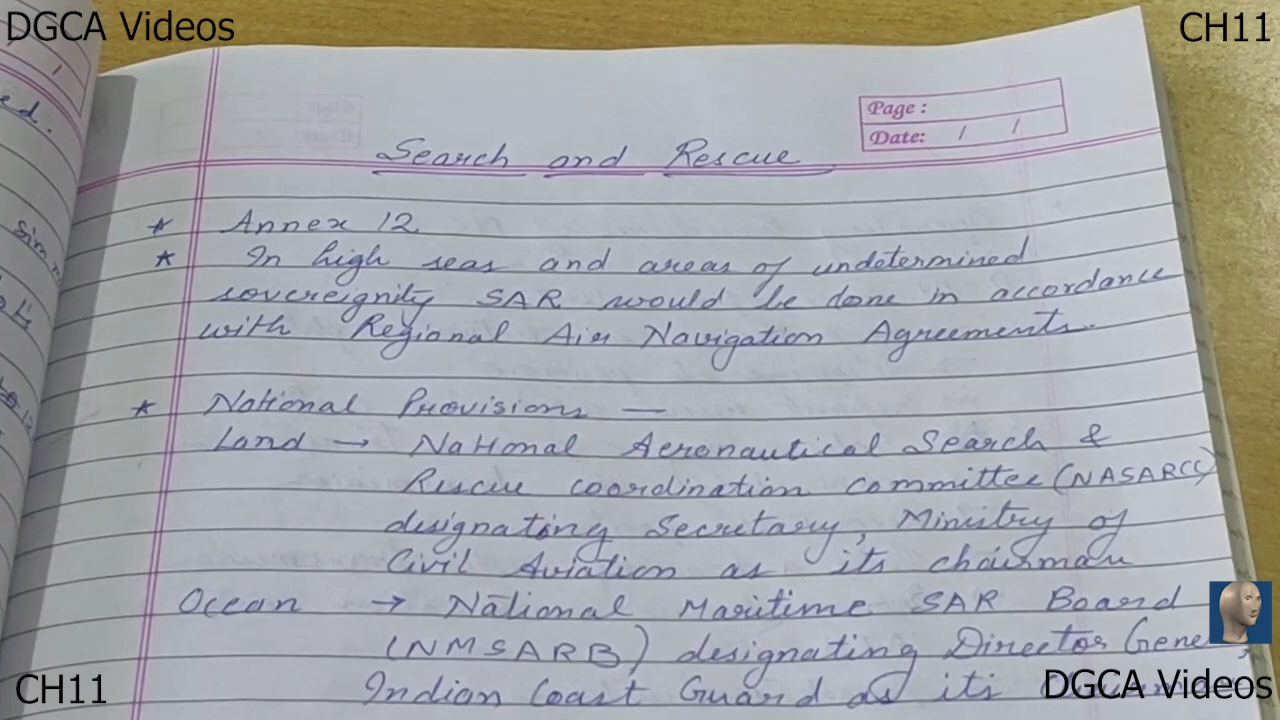 DGCA Videos
CH11
ed.
Page :
Date: / /
Search and Rescue
* Annex 12.
* In high seas and areas of undetermined
sovereignity SAR would be done in accordance
with Regional Air Navigation Agreements.
* National Provisions —
Land → National Aeronautical Search &
Rescue coordination committee (NASARCC)
designating Secretary, Ministry of
Civil Aviation as its chairman
Ocean → National Maritime SAR Board
(NMSARB) designating Director Gene
Indian Coast Guard as its
CH11
DGCA Videos